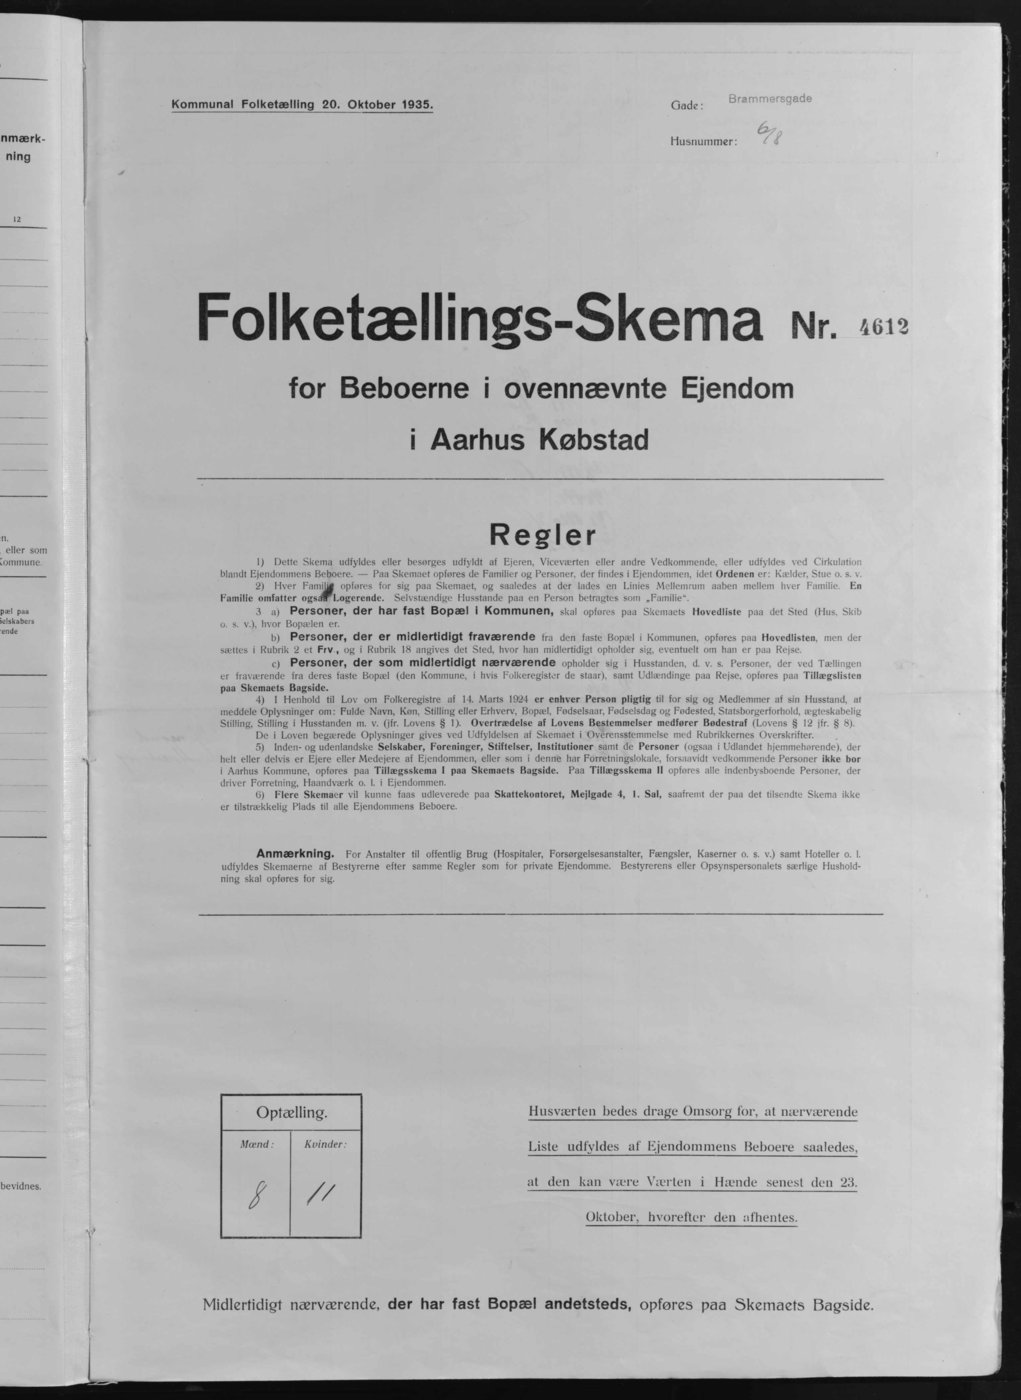 nmærk-
ning
12
n.
, eller som
Kommune.
pæl paa
Selskabers
rende
bevidnes.
Kommunal Folketælling 20. Oktober 1935.
Gade: Brammersgade
Husnummer: 6/8
Folketællings-Skema Nr. 4612
for Beboerne i ovennævnte Ejendom
i Aarhus Købstad
Regler
1) Dette Skema udfyldes eller besørges udfyldt af Ejeren, Viceværten eller andre Vedkommende, eller udfyldes ved Cirkulation
blandt Ejendommens Beboere. — Paa Skemaet opføres de Familier og Personer, der findes i Ejendommen, idet Ordenen er: Kælder, Stue o. s. v.
2) Hver Familie opføres for sig paa Skemaet, og saaledes at der lades en Linies Mellemrum aaben mellem hver Familie. En
Familie omfatter ogsaa Logerende. Selvstændige Husstande paa en Person betragtes som „Familie".
3 a) Personer, der har fast Bopæl i Kommunen, skal opføres paa Skemaets Hovedliste paa det Sted (Hus, Skib
o. s. v.), hvor Bopælen er.
b) Personer, der er midlertidigt fraværende fra den faste Bopæl i Kommunen, opføres paa Hovedlisten, men der
sættes i Rubrik 2 et Frv., og i Rubrik 18 angives det Sted, hvor han midlertidigt opholder sig, eventuelt om han er paa Rejse.
c) Personer, der som midlertidigt nærværende opholder sig i Husstanden, d. v. s. Personer, der ved Tællingen
er fraværende fra deres faste Bopæl (den Kommune, i hvis Folkeregister de staar), samt Udlændinge paa Rejse, opføres paa Tillægslisten
paa Skemaets Bagside.
4) I Henhold til Lov om Folkeregistre af 14. Marts 1924 er enhver Person pligtig til for sig og Medlemmer af sin Husstand, at
meddele Oplysninger om: Fulde Navn, Køn, Stilling eller Erhverv, Bopæl, Fødselsaar, Fødselsdag og Fødested, Statsborgerforhold, ægteskabelig
Stilling, Stilling i Husstanden m. v. (jfr. Lovens § 1). Overtrædelse af Lovens Bestemmelser medfører Bødestraf (Lovens § 12 jfr. § 8).
De i Loven begærede Oplysninger gives ved Udfyldelsen af Skemaet i Overensstemmelse med Rubrikkernes Overskrifter.
5) Inden- og udenlandske Selskaber, Foreninger, Stiftelser, Institutioner samt de Personer (ogsaa i Udlandet hjemmehørende), der
helt eller delvis er Ejere eller Medejere af Ejendommen, eller som i denne har Forretningslokale, forsaavidt vedkommende Personer ikke bor
i Aarhus Kommune, opføres paa Tillægsskema I paa Skemaets Bagside. Paa Tillægsskema II opføres alle indenbysboende Personer, der
driver Forretning, Haandværk o. l. i Ejendommen.
6) Flere Skemaer vil kunne faas udleverede paa Skattekontoret, Mejlgade 4, 1. Sal, saafremt der paa det tilsendte Skema ikke
er tilstrækkelig Plads til alle Ejendommens Beboere.
Anmærkning. For Anstalter til offentlig Brug (Hospitaler, Forsørgelsesanstalter, Fængsler, Kaserner o. s. v.) samt Hoteller o. l.
udfyldes Skemaerne af Bestyrerne efter samme Regler som for private Ejendomme. Bestyrerens eller Opsynspersonalets særlige Hushold-
ning skal opføres for sig.
Optælling.
Mænd: Kvinder:
8 11
Husværten bedes drage Omsorg for, at nærværende
Liste udfyldes af Ejendommens Beboere saaledes,
at den kan være Værten i Hænde senest den 23.
Oktober, hvorefter den afhentes.
Midlertidigt nærværende, der har fast Bopæl andetsteds, opføres paa Skemaets Bagside.